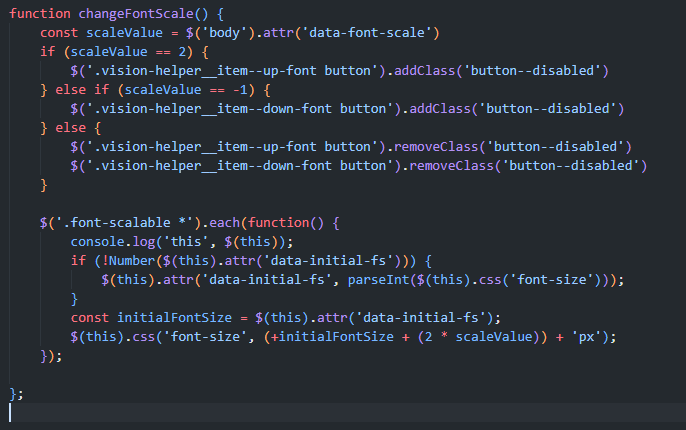 function changeFontScale() {
    const scaleValue = $('body').attr('data-font-scale')
    if (scaleValue == 2) {
        $('.vision-helper__item--up-font button').addClass('button--disabled')
    } else if (scaleValue == -1) {
        $('.vision-helper__item--down-font button').addClass('button--disabled')
    } else {
        $('.vision-helper__item--up-font button').removeClass('button--disabled')
        $('.vision-helper__item--down-font button').removeClass('button--disabled')
    }

    $('.font-scalable *').each(function() {
        console.log('this', $(this));
        if (!Number($(this).attr('data-initial-fs'))) {
            $(this).attr('data-initial-fs', parseInt($(this).css('font-size')));
        }
        const initialFontSize = $(this).attr('data-initial-fs');
        $(this).css('font-size', (+initialFontSize + (2 * scaleValue)) + 'px');
    });

};